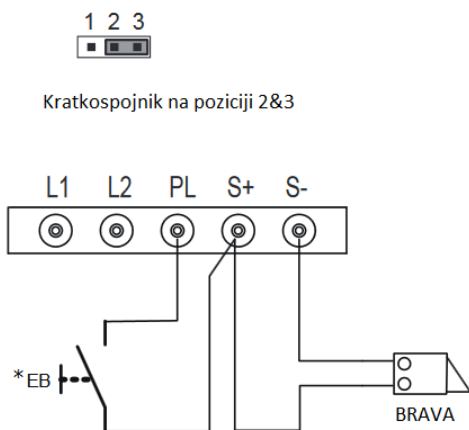 1 2 3
Kratkospojnik na poziciji 2&3
L1 L2 PL S+ S-
*EB
BRAVA